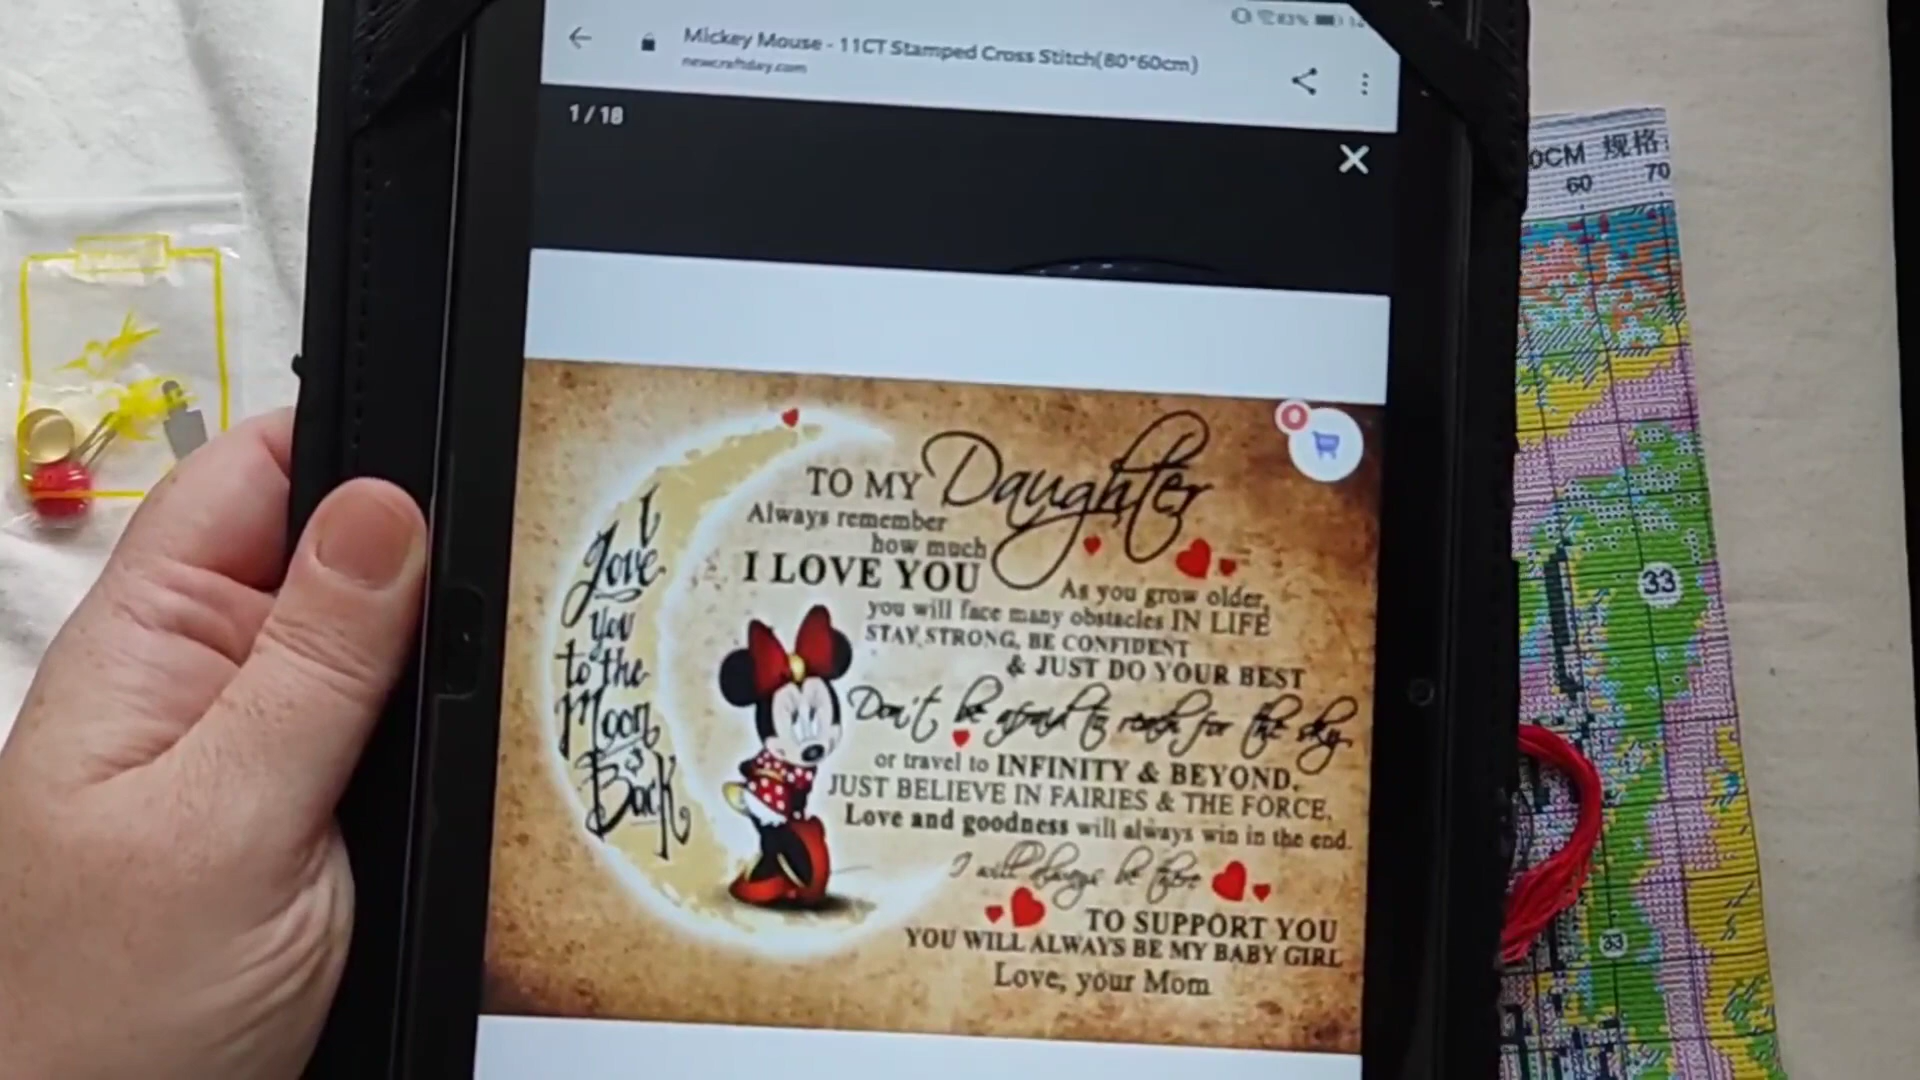 83%
Mickey Mouse - 11CT Stamped Cross Stitch(80*60cm)
newcraftday.com
1 / 18
0CM 规格:
60 70
TO MY Daughter
Always remember
how much
I LOVE YOU
As you grow older,
you will face many obstacles IN LIFE
STAY STRONG, BE CONFIDENT
& JUST DO YOUR BEST
Don't be afraid to reach for the sky
or travel to INFINITY & BEYOND,
JUST BELIEVE IN FAIRIES & THE FORCE,
Love and goodness will always win in the end.
I will always be there
TO SUPPORT YOU
YOU WILL ALWAYS BE MY BABY GIRL
Love, your Mom
I
Love
You
to the
Moon
&
Back
0
33
33